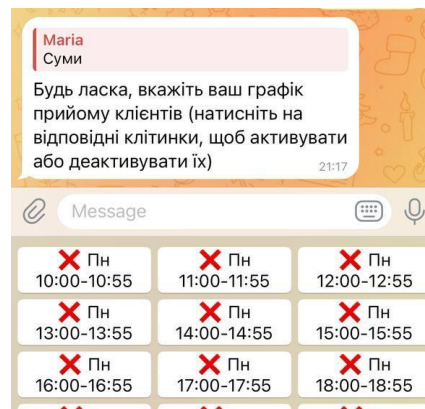 Maria
Суми
Будь ласка, вкажіть ваш графік
прийому клієнтів (натисніть на
відповідні клітинки, щоб активувати
або деактивувати їх)
21:17
Message
❌ Пн
10:00-10:55
❌ Пн
11:00-11:55
❌ Пн
12:00-12:55
❌ Пн
13:00-13:55
❌ Пн
14:00-14:55
❌ Пн
15:00-15:55
❌ Пн
16:00-16:55
❌ Пн
17:00-17:55
❌ Пн
18:00-18:55